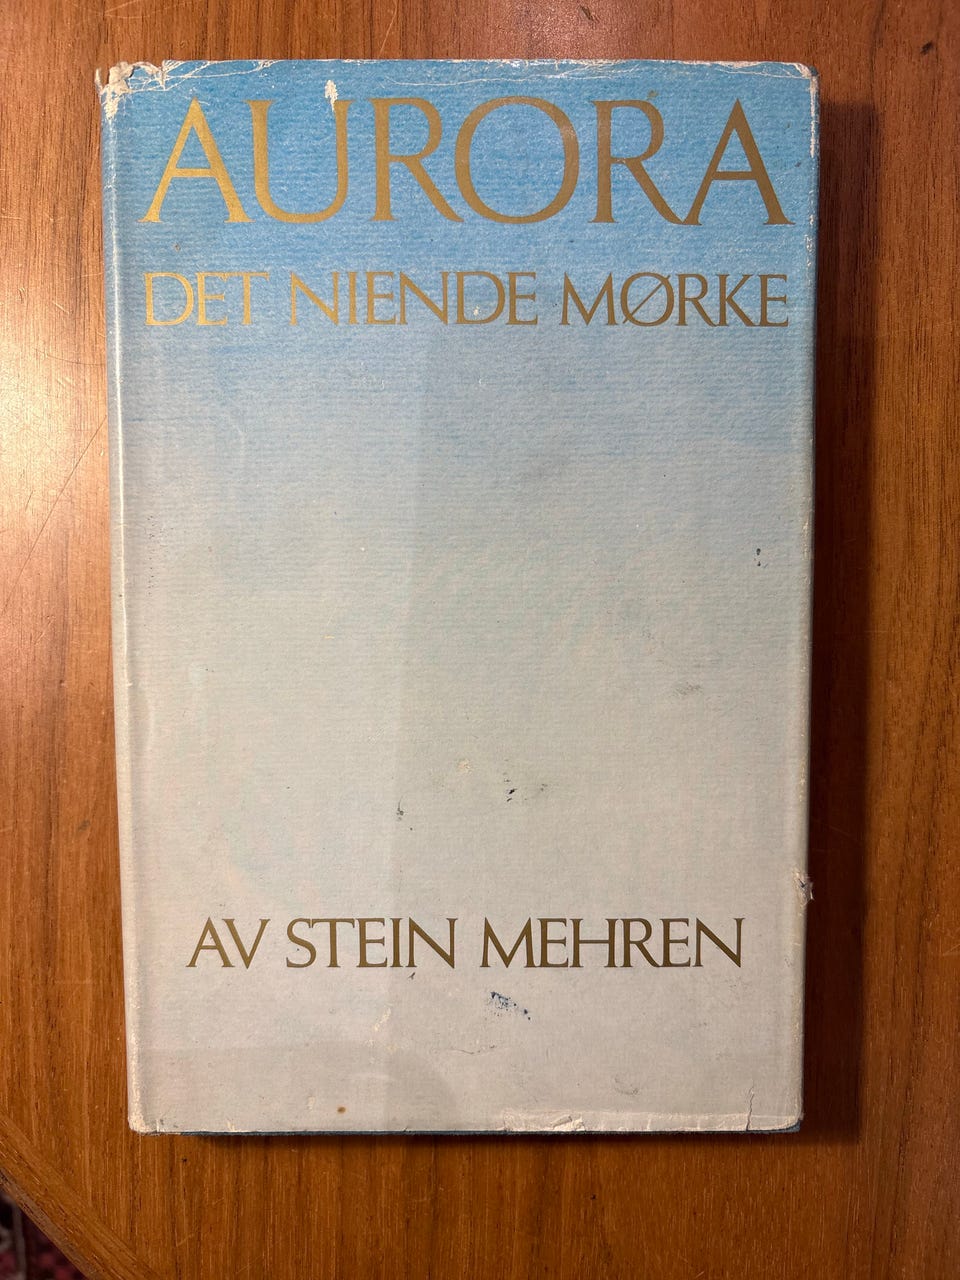 AURORA
DET NIENDE MØRKE
AV STEIN MEHREN